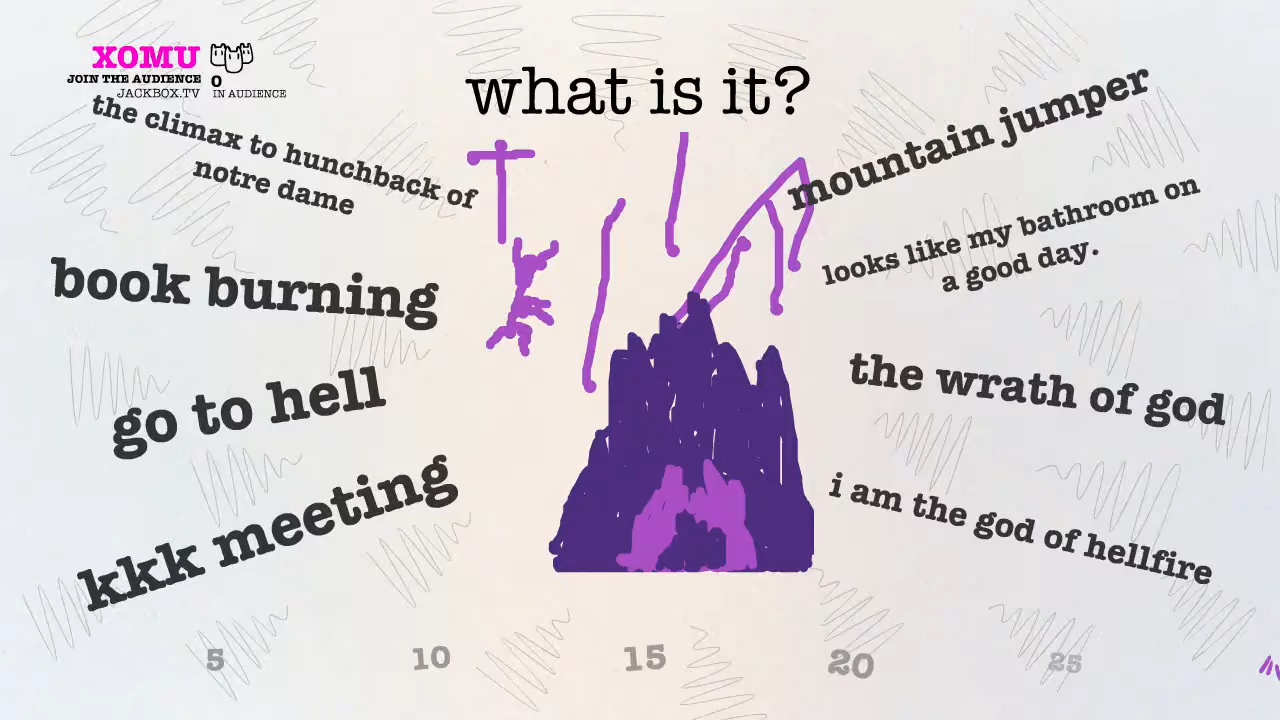 XOMU
JOIN THE AUDIENCE
JACKBOX.TV
0
IN AUDIENCE
what is it?
the climax to hunchback of
notre dame
book burning
go to hell
kkk meeting
mountain jumper
looks like my bathroom on
a good day.
the wrath of god
i am the god of hellfire
5 10 15 20 25